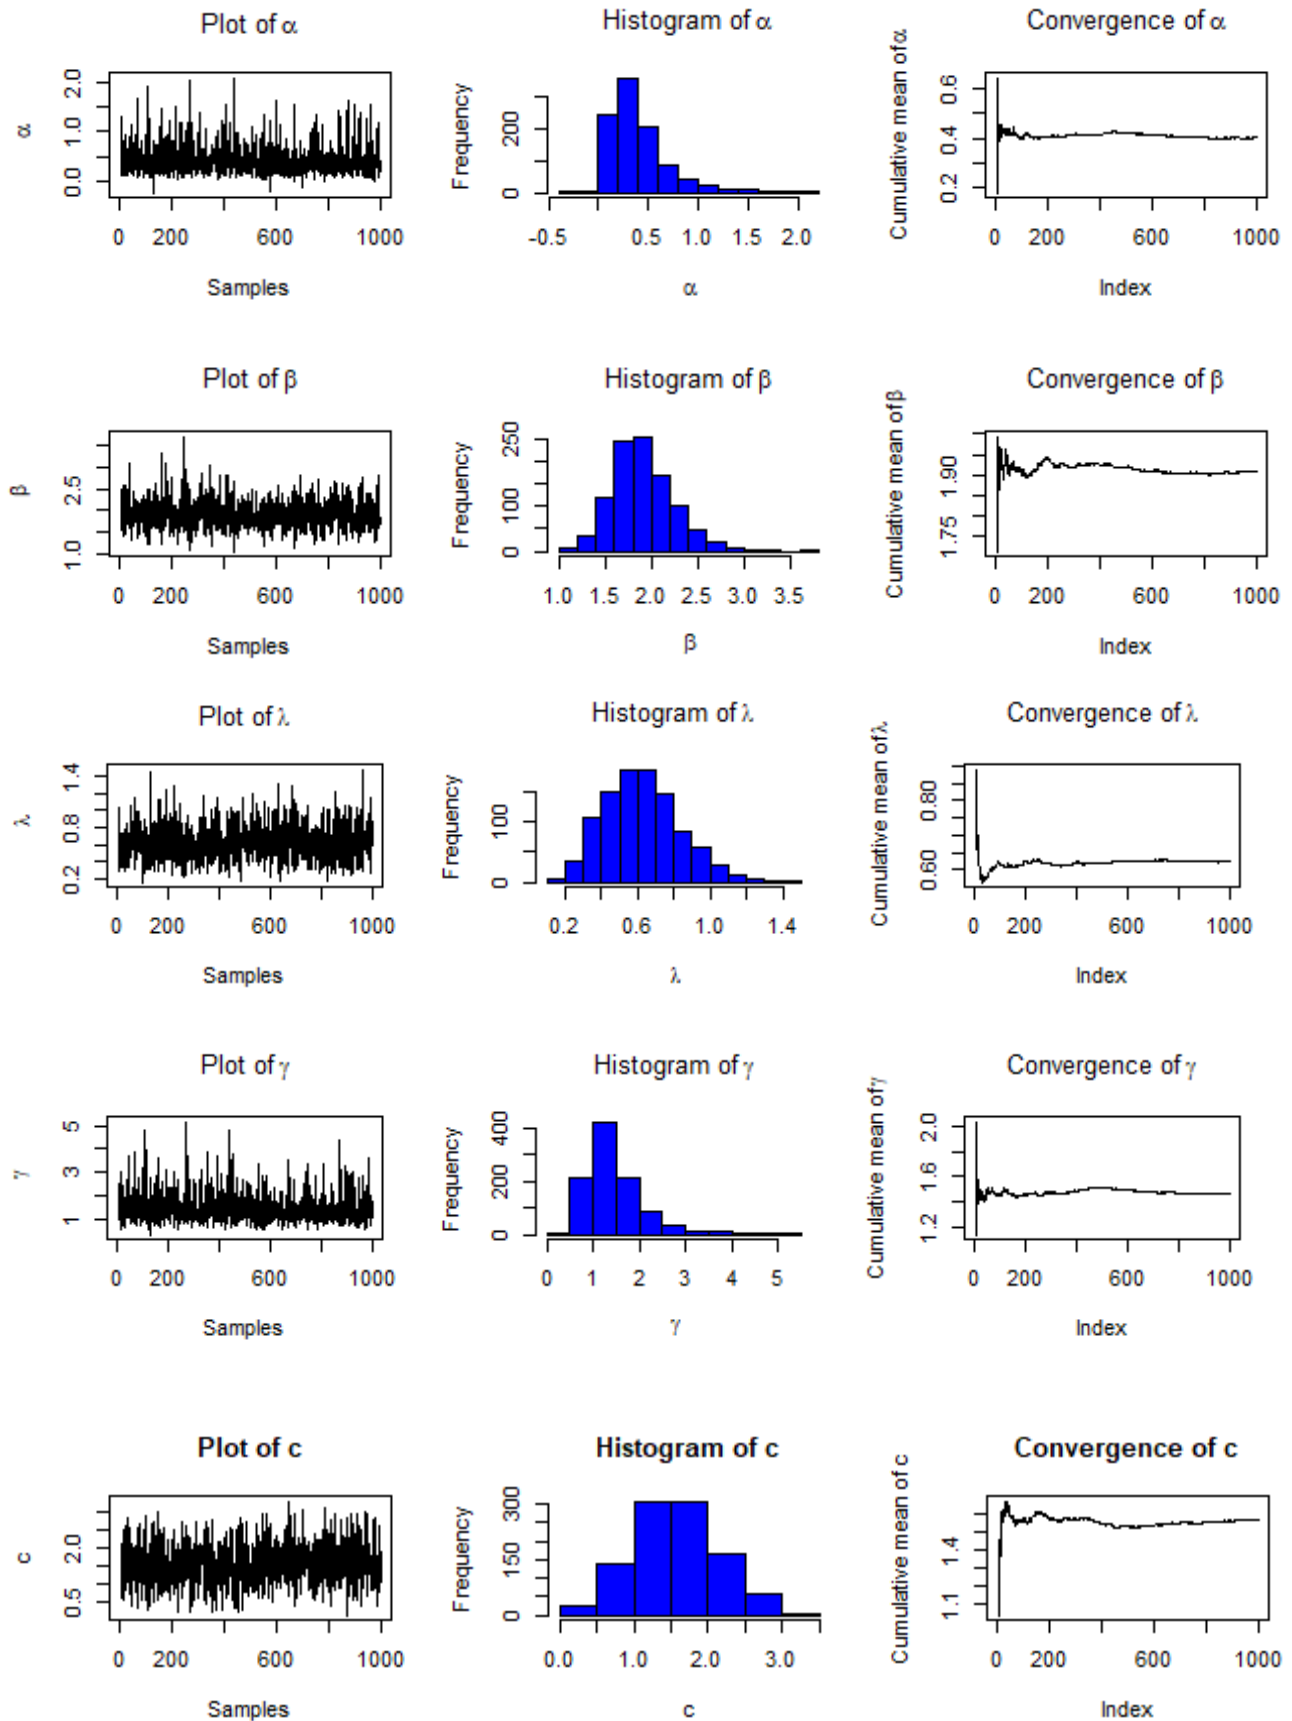 Plot of α
Histogram of α
Convergence of α
α
0.0 1.0 2.0
0 200 600 1000
Samples
Frequency
0 200
-0.5 0.5 1.0 1.5 2.0
α
Cumulative mean of α
0.2 0.4 0.6
0 200 600 1000
Index
Plot of β
Histogram of β
Convergence of β
β
1.0 2.5
0 200 600 1000
Samples
Frequency
0 100 250
1.0 1.5 2.0 2.5 3.0 3.5
β
Cumulative mean of β
1.75 1.90
0 200 600 1000
Index
Plot of λ
Histogram of λ
Convergence of λ
λ
0.2 0.8 1.4
0 200 600 1000
Samples
Frequency
0 100
0.2 0.6 1.0 1.4
λ
Cumulative mean of λ
0.60 0.80
0 200 600 1000
Index
Plot of γ
Histogram of γ
Convergence of γ
γ
1 3 5
0 200 600 1000
Samples
Frequency
0 200 400
0 1 2 3 4 5
γ
Cumulative mean of γ
1.2 1.6 2.0
0 200 600 1000
Index
Plot of c
Histogram of c
Convergence of c
c
0.5 2.0
0 200 600 1000
Samples
Frequency
0 150 300
0.0 1.0 2.0 3.0
c
Cumulative mean of c
1.1 1.4
0 200 600 1000
Index